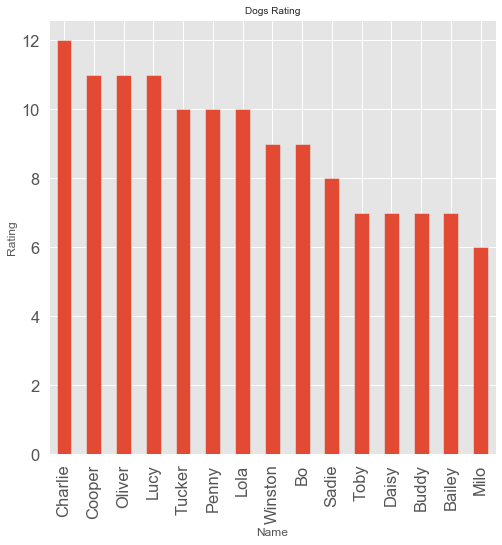 Dogs Rating
12
10
8
6
4
2
0
Rating
Charlie
Cooper
Oliver
Lucy
Tucker
Penny
Lola
Winston
Bo
Sadie
Toby
Daisy
Buddy
Bailey
Milo
Name